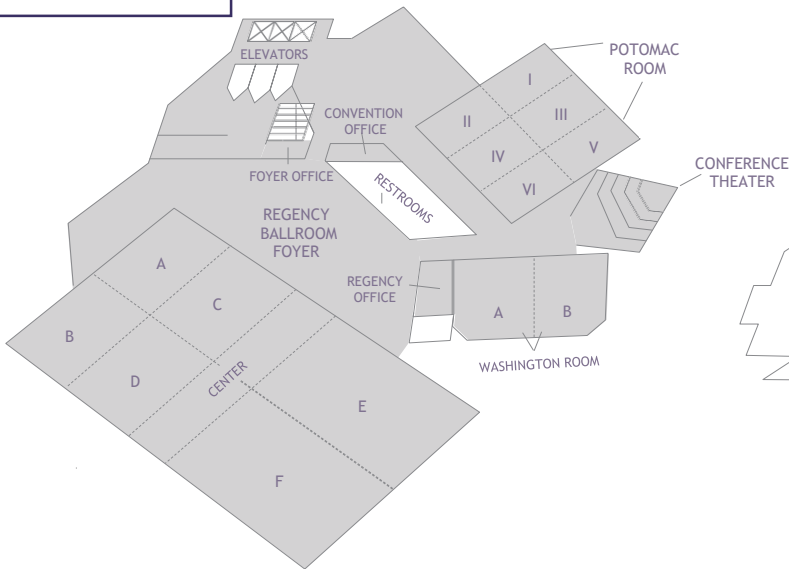 ELEVATORS
POTOMAC
ROOM
I
II
III
IV
V
VI
CONVENTION
OFFICE
CONFERENCE
THEATER
FOYER OFFICE
RESTROOMS
REGENCY
BALLROOM
FOYER
REGENCY
OFFICE
A
B
WASHINGTON ROOM
A
C
B
D
CENTER
E
F